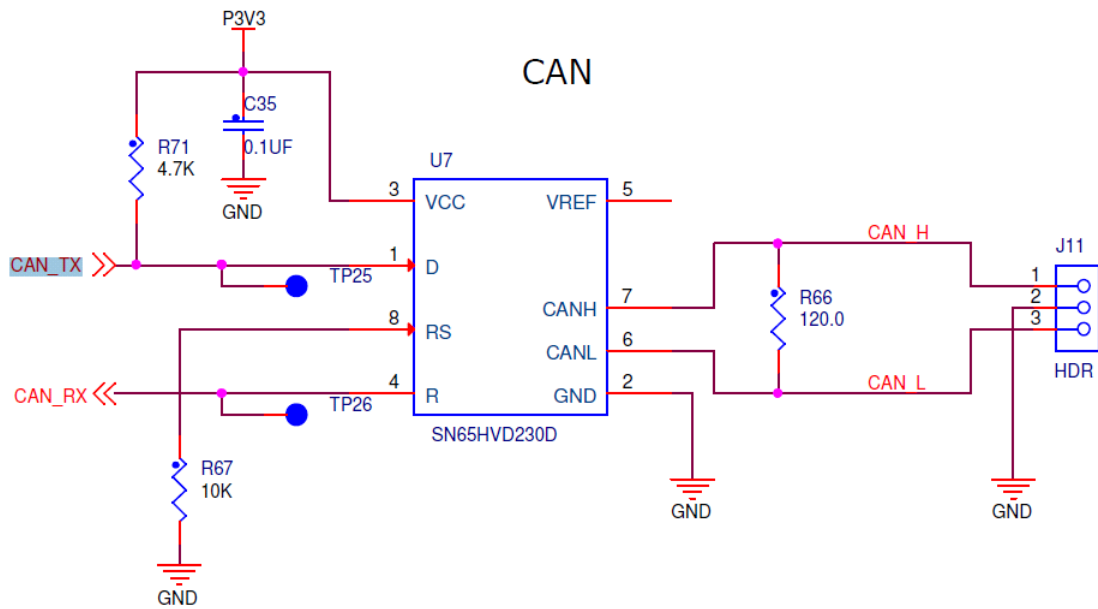 P3V3
CAN
C35
0.1UF
R71
4.7K
GND
U7
3
VCC
VREF
5
CAN_TX
1
D
TP25
CAN_H
J11
1
2
3
HDR
8
RS
CANH
7
R66
120.0
CANL
6
CAN_RX
4
R
TP26
GND
2
CAN_L
SN65HVD230D
R67
10K
GND
GND
GND